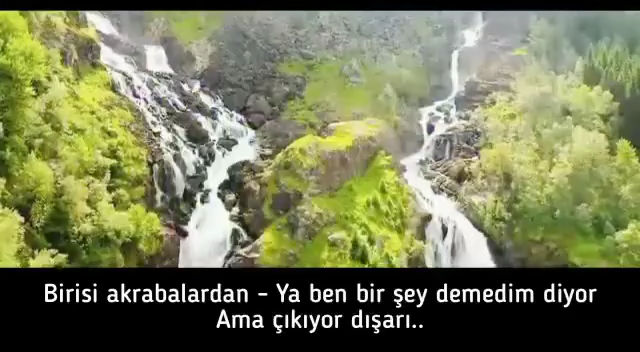 Birisi akrabalardan - Ya ben bir şey demedim diyor
Ama çıkıyor dışarı..